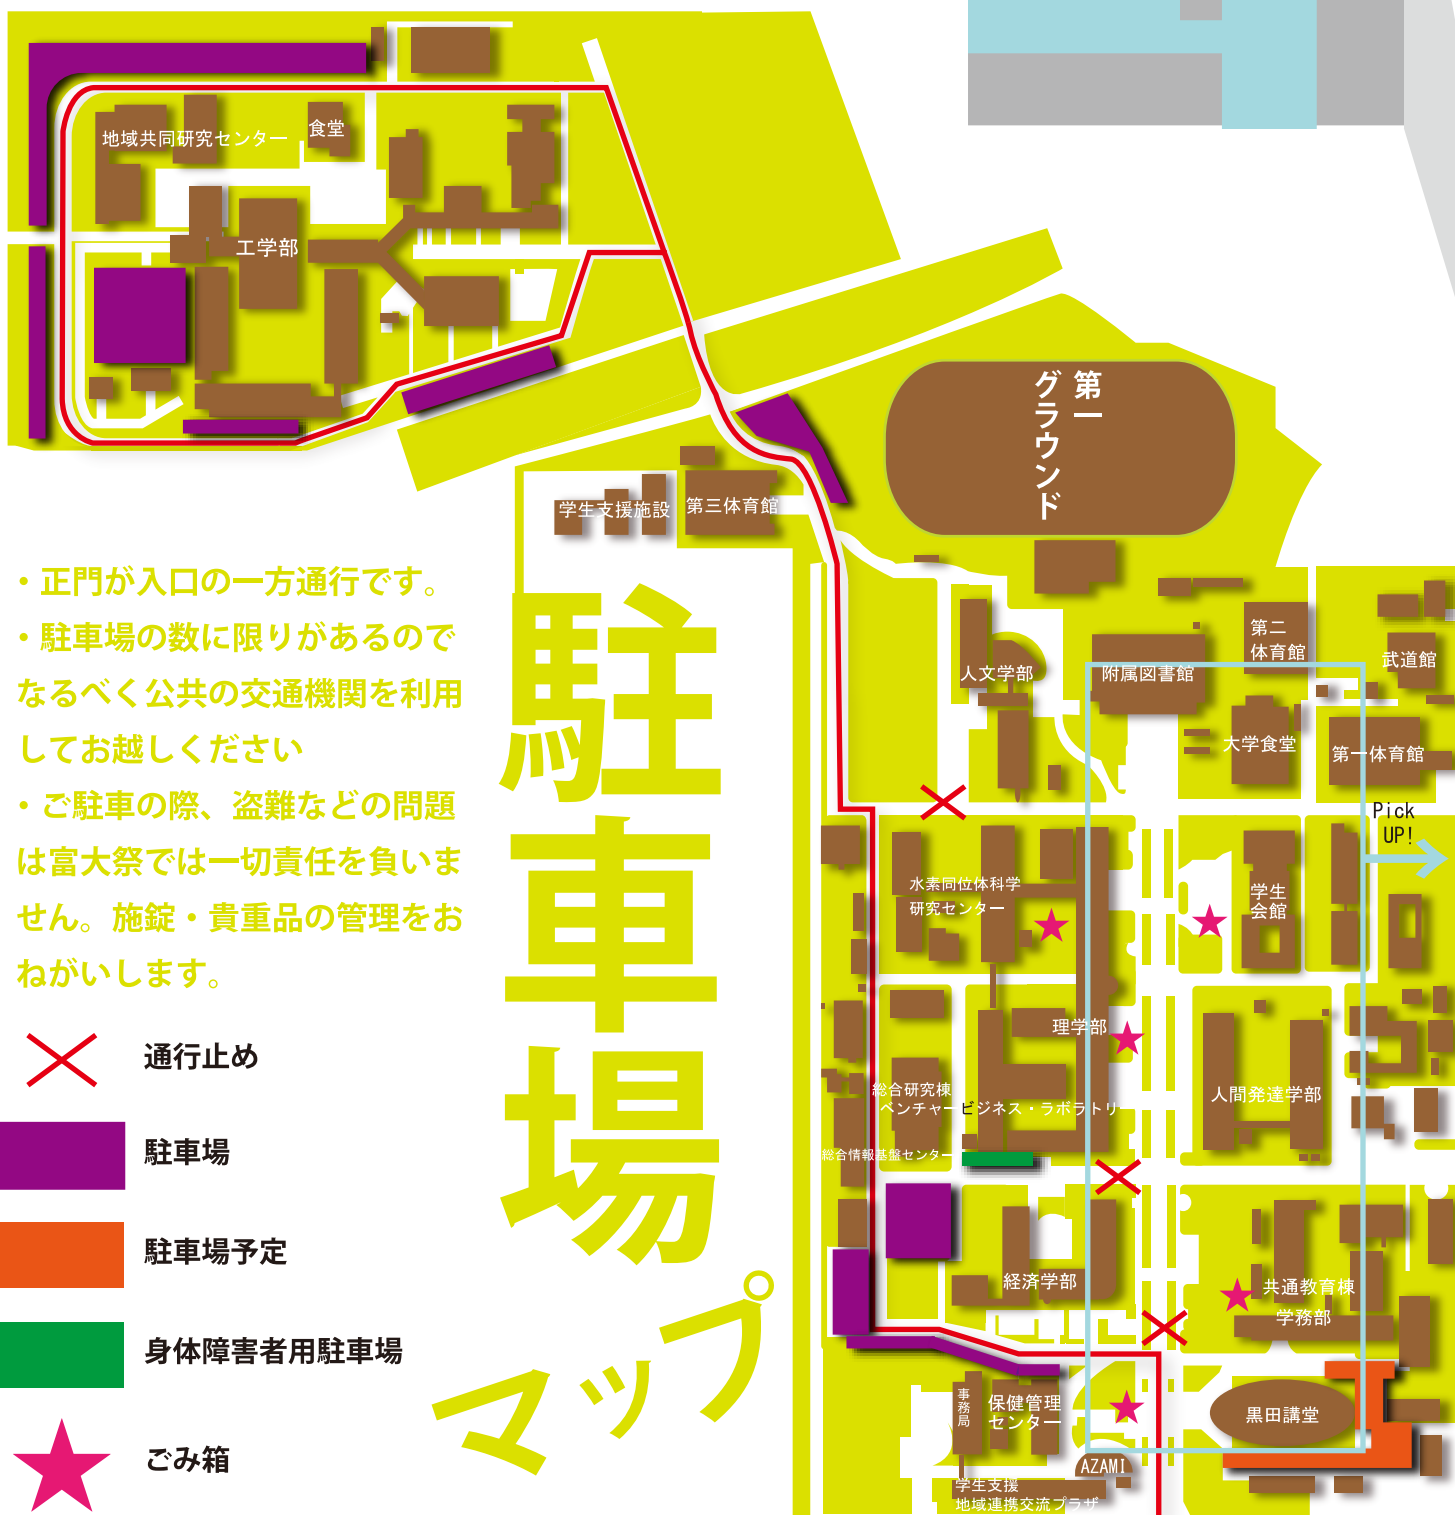 地域共同研究センター
食堂
工学部
第一
グラウンド
学生支援施設
第三体育館
・正門が入口の一方通行です。
・駐車場の数に限りがあるので
なるべく公共の交通機関を利用
してお越しください
・ご駐車の際、盗難などの問題
は富大祭では一切責任を負いま
せん。施錠・貴重品の管理をお
ねがいします。
駐車場
マップ
通行止め
駐車場
駐車場予定
身体障害者用駐車場
ごみ箱
人文学部
附属図書館
第二
体育館
武道館
大学食堂
第一体育館
Pick
UP!
水素同位体科学
研究センター
学生
会館
理学部
総合研究棟
ベンチャービジネス・ラボラトリー
人間発達学部
総合情報基盤センター
経済学部
共通教育棟
学務部
事務局
保健管理
センター
黒田講堂
AZAMI
学生支援
地域連携交流プラザ